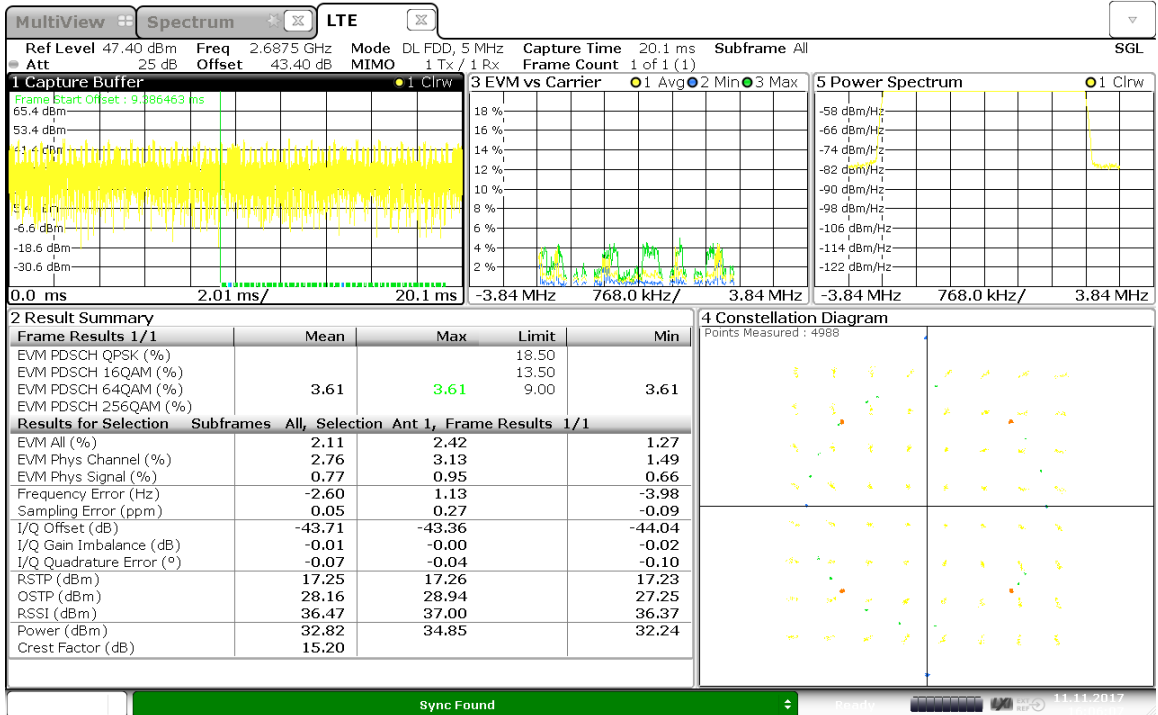 MultiView Spectrum LTE
Ref Level 47.40 dBm Freq 2.6875 GHz Mode DL FDD, 5 MHz Capture Time 20.1 ms Subframe All SGL
Att 25 dB Offset 43.40 dB MIMO 1 Tx / 1 Rx Frame Count 1 of 1 (1)
1 Capture Buffer 1 Clrw
Frame Start Offset : 9.386463 ms
65.4 dBm
53.4 dBm
-6.6 dBm
-18.6 dBm
-30.6 dBm
0.0 ms 2.01 ms/ 20.1 ms
3 EVM vs Carrier 1 Avg 2 Min 3 Max
18 %
16 %
14 %
12 %
10 %
8 %
6 %
4 %
2 %
-3.84 MHz 768.0 kHz/ 3.84 MHz
5 Power Spectrum 1 Clrw
-58 dBm/Hz
-66 dBm/Hz
-74 dBm/Hz
-82 dBm/Hz
-90 dBm/Hz
-98 dBm/Hz
-106 dBm/Hz
-114 dBm/Hz
-122 dBm/Hz
-3.84 MHz 768.0 kHz/ 3.84 MHz
2 Result Summary
Frame Results 1/1 Mean Max Limit Min
EVM PDSCH QPSK (%) 18.50
EVM PDSCH 16QAM (%) 13.50
EVM PDSCH 64QAM (%) 3.61 3.61 9.00 3.61
EVM PDSCH 256QAM (%)
Results for Selection Subframes All, Selection Ant 1, Frame Results 1/1
EVM All (%) 2.11 2.42 1.27
EVM Phys Channel (%) 2.76 3.13 1.49
EVM Phys Signal (%) 0.77 0.95 0.66
Frequency Error (Hz) -2.60 1.13 -3.98
Sampling Error (ppm) 0.05 0.27 -0.09
I/Q Offset (dB) -43.71 -43.36 -44.04
I/Q Gain Imbalance (dB) -0.01 -0.00 -0.02
I/Q Quadrature Error (º) -0.07 -0.04 -0.10
RSTP (dBm) 17.25 17.26 17.23
OSTP (dBm) 28.16 28.94 27.25
RSSI (dBm) 36.47 37.00 36.37
Power (dBm) 32.82 34.85 32.24
Crest Factor (dB) 15.20
4 Constellation Diagram
Points Measured : 4988
Sync Found Ready LXI EXT REF 11.11.2017